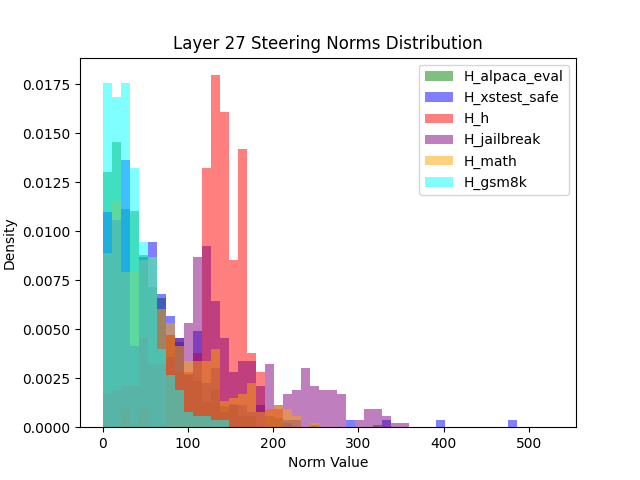 Layer 27 Steering Norms Distribution
H_alpaca_eval
H_xstest_safe
H_h
H_jailbreak
H_math
H_gsm8k
Density
0.0175
0.0150
0.0125
0.0100
0.0075
0.0050
0.0025
0.0000
0
100
200
300
400
500
Norm Value